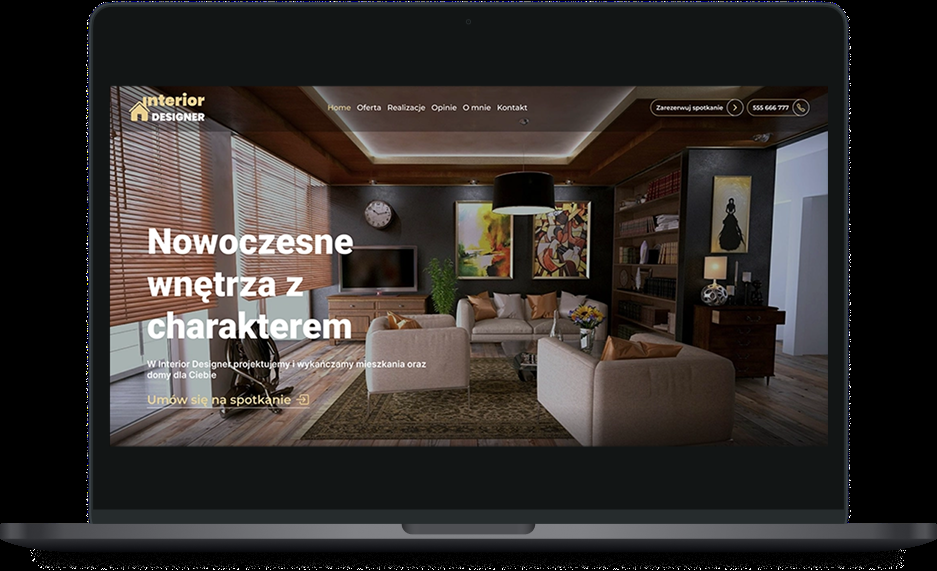 interior
DESIGNER
Home Oferta Realizacje Opinie O mnie Kontakt
Zarezerwuj spotkanie
555 666 777
Nowoczesne
wnętrza z
charakterem
W Interior Designer projektujemy i wykańczamy mieszkania oraz
domy dla Ciebie
Umów się na spotkanie